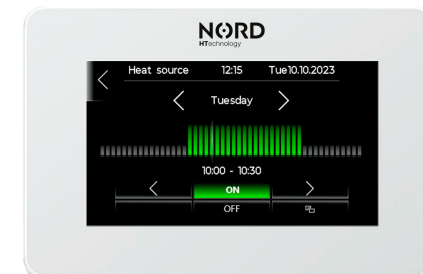 NORD
HTechnology
Heat source 12:15 Tue10.10.2023
Tuesday
10:00 - 10:30
ON
OFF